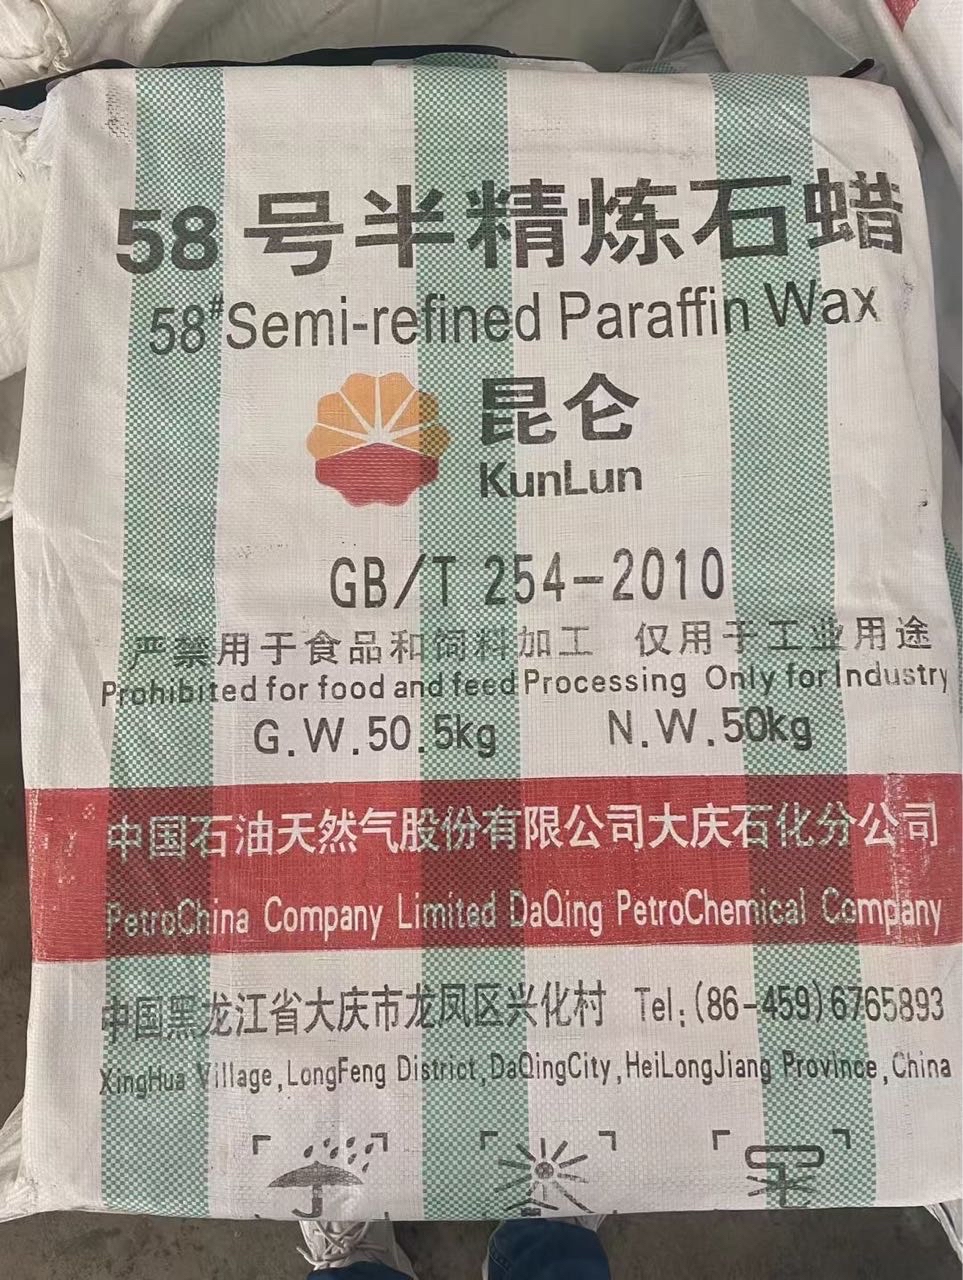 58号半精炼石蜡
58#Semi-refined Paraffin Wax
昆仑
KunLun
GB/T 254-2010
严禁用于食品和饲料加工 仅用于工业用途
Prohibited for food and feed Processing Only for Industry
G.W.50.5kg N.W.50kg
中国石油天然气股份有限公司大庆石化分公司
PetroChina Company Limited DaQing PetroChemical Company
中国黑龙江省大庆市龙凤区兴化村 Tel:(86-459)6765893
XingHua Village,LongFeng District,DaQingCity,HeiLongJiang Province,China